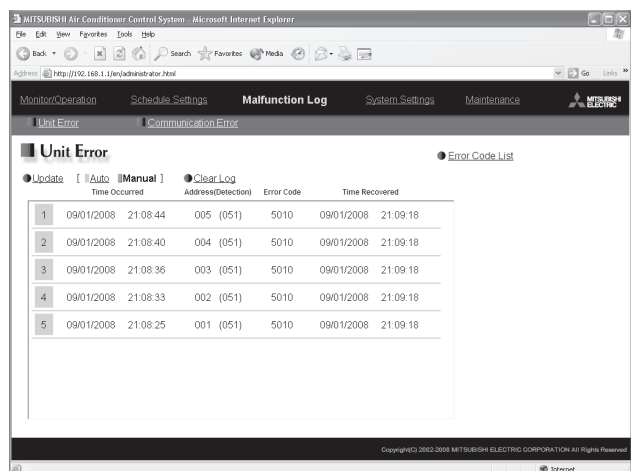 MITSUBISHI Air Conditioner Control System - Microsoft Internet Explorer
File Edit View Favorites Tools Help
Back Search Favorites Media
Address http://192.168.1.1/en/administrator.html Go Links »
Monitor/Operation Schedule Settings Malfunction Log System Settings Maintenance MITSUBISHI ELECTRIC
Unit Error Communication Error
Unit Error
Error Code List
Update [ Auto Manual ] Clear Log
Time Occurred Address(Detection) Error Code Time Recovered
1 09/01/2008 21:08:44 005 (051) 5010 09/01/2008 21:09:18
2 09/01/2008 21:08:40 004 (051) 5010 09/01/2008 21:09:18
3 09/01/2008 21:08:36 003 (051) 5010 09/01/2008 21:09:18
4 09/01/2008 21:08:33 002 (051) 5010 09/01/2008 21:09:18
5 09/01/2008 21:08:25 001 (051) 5010 09/01/2008 21:09:18
Copyright(C) 2002-2008 MITSUBISHI ELECTRIC CORPORATION All Rights Reserved
Internet